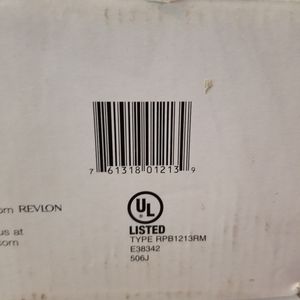 7 61318 01213 9
UL
LISTED
TYPE RPB1213RM
E38342
506J
om REVLON
us at
com